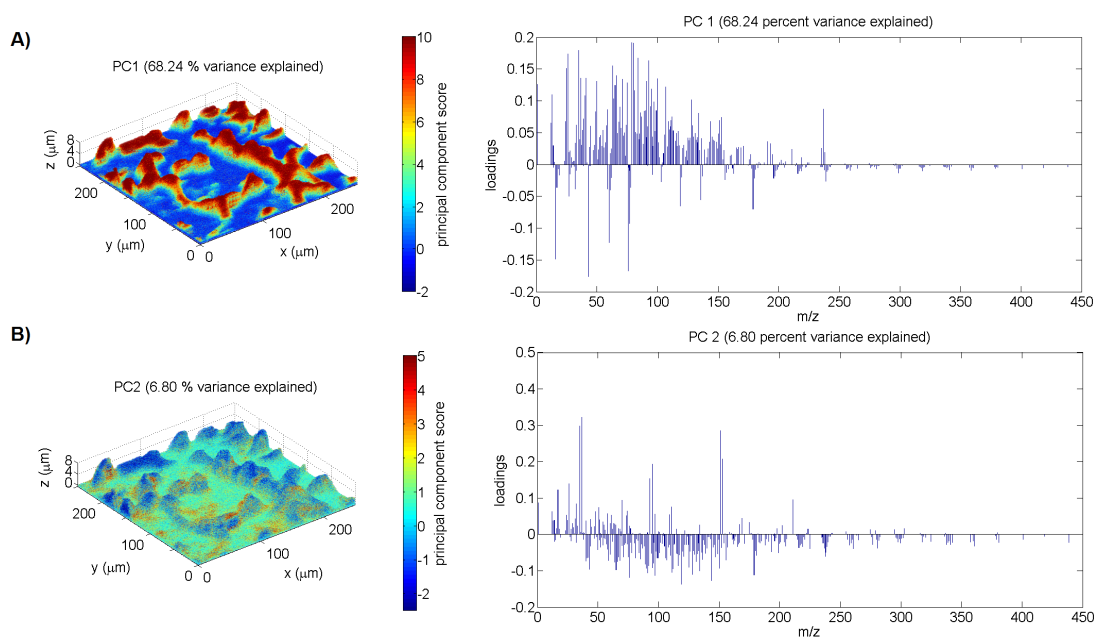 A)
PC1 (68.24 % variance explained)
z (μm)
8
4
0
200
100
0
y (μm)
0
100
200
x (μm)
10
8
6
4
2
0
-2
principal component score
PC 1 (68.24 percent variance explained)
0.2
0.15
0.1
0.05
0
-0.05
-0.1
-0.15
-0.2
loadings
0 50 100 150 200 250 300 350 400 450
m/z
B)
PC2 (6.80 % variance explained)
z (μm)
8
4
0
200
100
0
y (μm)
0
100
200
x (μm)
5
4
3
2
1
0
-1
-2
principal component score
PC 2 (6.80 percent variance explained)
0.5
0.4
0.3
0.2
0.1
0
-0.1
-0.2
loadings
0 50 100 150 200 250 300 350 400 450
m/z